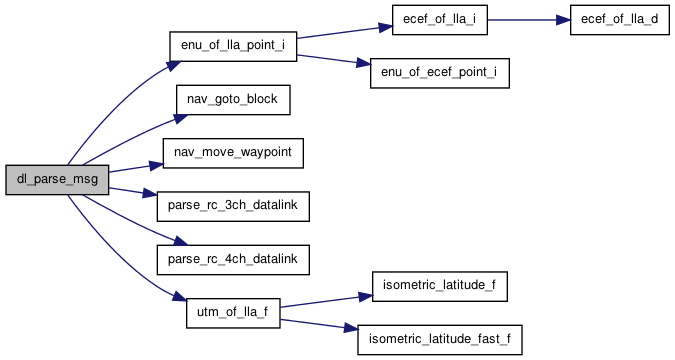 dl_parse_msg
enu_of_lla_point_i
ecef_of_lla_i
ecef_of_lla_d
enu_of_ecef_point_i
nav_goto_block
nav_move_waypoint
parse_rc_3ch_datalink
parse_rc_4ch_datalink
utm_of_lla_f
isometric_latitude_f
isometric_latitude_fast_f